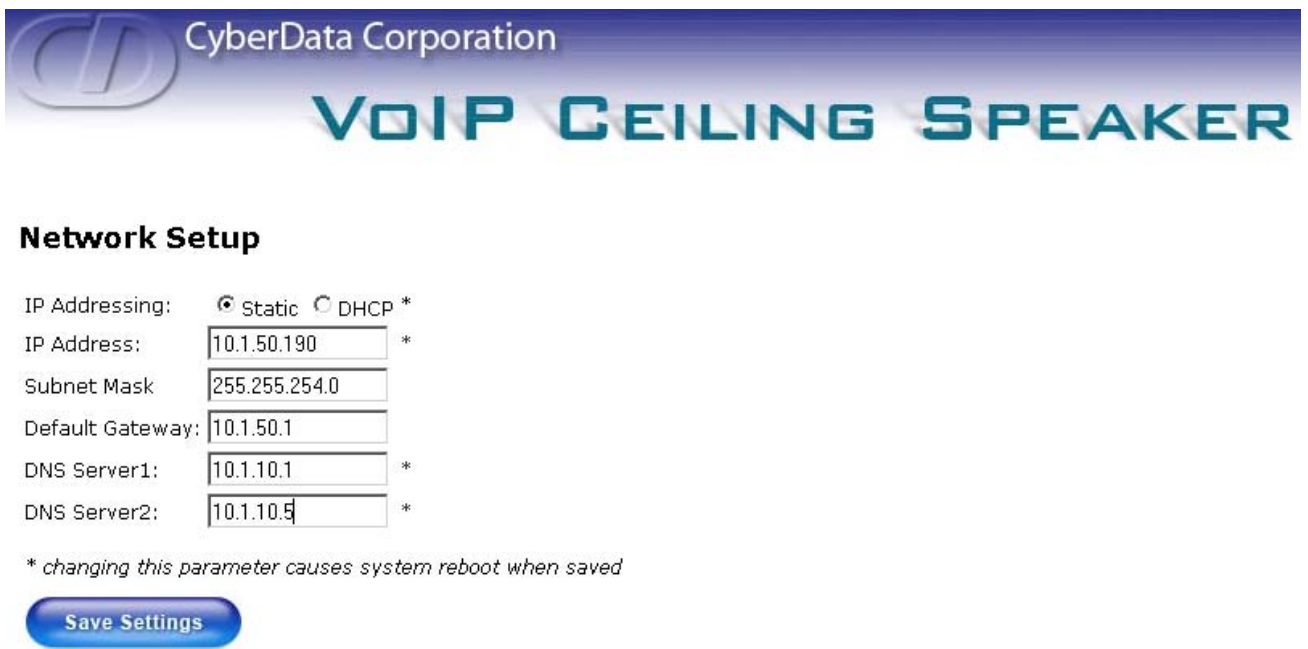 CyberData Corporation
VoIP Ceiling Speaker
Network Setup
IP Addressing: Static DHCP *
IP Address: 10.1.50.190 *
Subnet Mask 255.255.254.0
Default Gateway: 10.1.50.1
DNS Server1: 10.1.10.1 *
DNS Server2: 10.1.10.5 *
* changing this parameter causes system reboot when saved
Save Settings